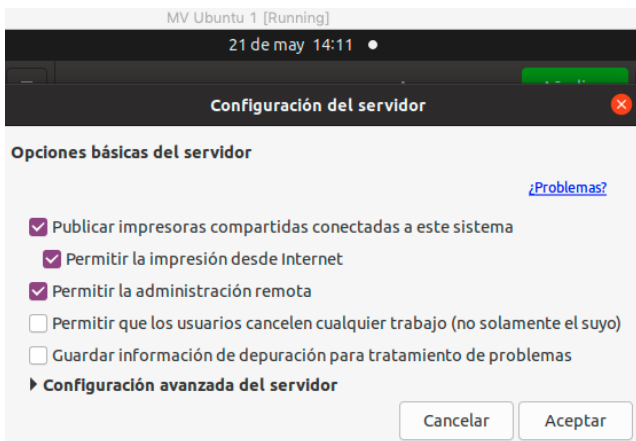 MV Ubuntu 1 [Running]
21 de may 14:11
Configuración del servidor
Opciones básicas del servidor
¿Problemas?
Publicar impresoras compartidas conectadas a este sistema
Permitir la impresión desde Internet
Permitir la administración remota
Permitir que los usuarios cancelen cualquier trabajo (no solamente el suyo)
Guardar información de depuración para tratamiento de problemas
Configuración avanzada del servidor
Cancelar Aceptar